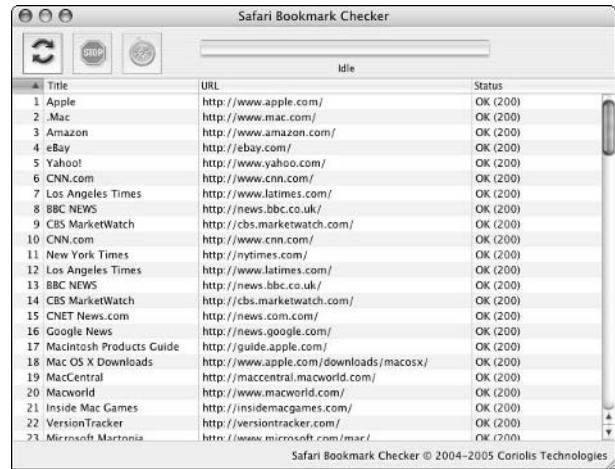 Safari Bookmark Checker
STOP
Idle
Title URL Status
1 Apple http://www.apple.com/ OK (200)
2 .Mac http://www.mac.com/ OK (200)
3 Amazon http://www.amazon.com/ OK (200)
4 eBay http://ebay.com/ OK (200)
5 Yahoo! http://www.yahoo.com/ OK (200)
6 CNN.com http://www.cnn.com/ OK (200)
7 Los Angeles Times http://www.latimes.com/ OK (200)
8 BBC NEWS http://news.bbc.co.uk/ OK (200)
9 CBS MarketWatch http://cbs.marketwatch.com/ OK (200)
10 CNN.com http://www.cnn.com/ OK (200)
11 New York Times http://nytimes.com/ OK (200)
12 Los Angeles Times http://www.latimes.com/ OK (200)
13 BBC NEWS http://news.bbc.co.uk/ OK (200)
14 CBS MarketWatch http://cbs.marketwatch.com/ OK (200)
15 CNET News.com http://news.com.com/ OK (200)
16 Google News http://news.google.com/ OK (200)
17 Macintosh Products Guide http://guide.apple.com/ OK (200)
18 Mac OS X Downloads http://www.apple.com/downloads/macosx/ OK (200)
19 MacCentral http://maccentral.macworld.com/ OK (200)
20 Macworld http://www.macworld.com/ OK (200)
21 Inside Mac Games http://insidemacgames.com/ OK (200)
22 VersionTracker http://versiontracker.com/ OK (200)
23 Microsoft Mactopia http://www.microsoft.com/mac/ OK (200)
Safari Bookmark Checker © 2004-2005 Coriolis Technologies